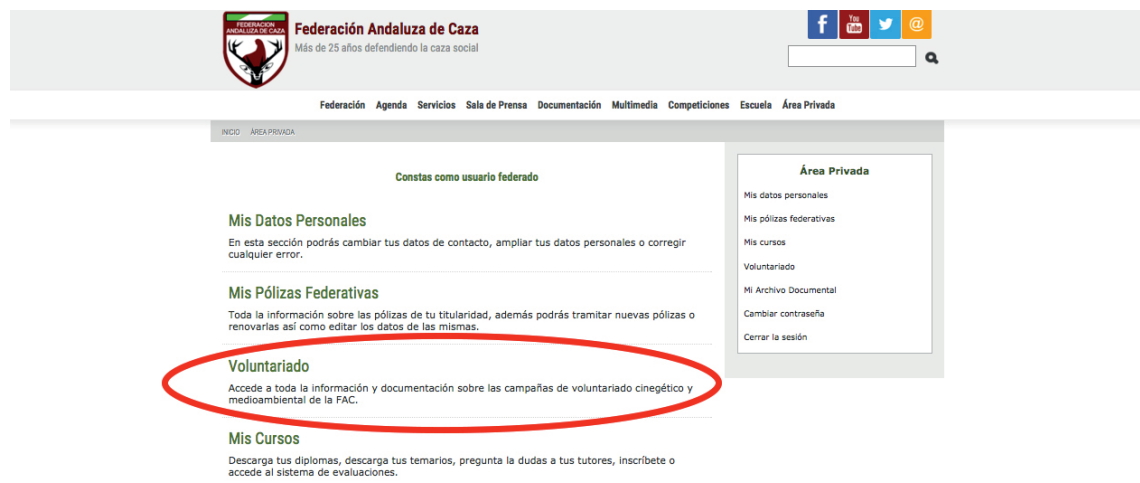 FEDERACION
ANDALUZA DE CAZA
Federación Andaluza de Caza
Más de 25 años defendiendo la caza social
f
You
Tube
@
Federación Agenda Servicios Sala de Prensa Documentación Multimedia Competiciones Escuela Área Privada
INICIO ÁREA PRIVADA
Constas como usuario federado
Mis Datos Personales
En esta sección podrás cambiar tus datos de contacto, ampliar tus datos personales o corregir
cualquier error.
Mis Pólizas Federativas
Toda la información sobre las pólizas de tu titularidad, además podrás tramitar nuevas pólizas o
renovarlas así como editar los datos de las mismas.
Voluntariado
Accede a toda la información y documentación sobre las campañas de voluntariado cinegético y
medioambiental de la FAC.
Mis Cursos
Descarga tus diplomas, descarga tus temarios, pregunta la dudas a tus tutores, inscríbete o
accede al sistema de evaluaciones.
Área Privada
Mis datos personales
Mis pólizas federativas
Mis cursos
Voluntariado
Mi Archivo Documental
Cambiar contraseña
Cerrar la sesión